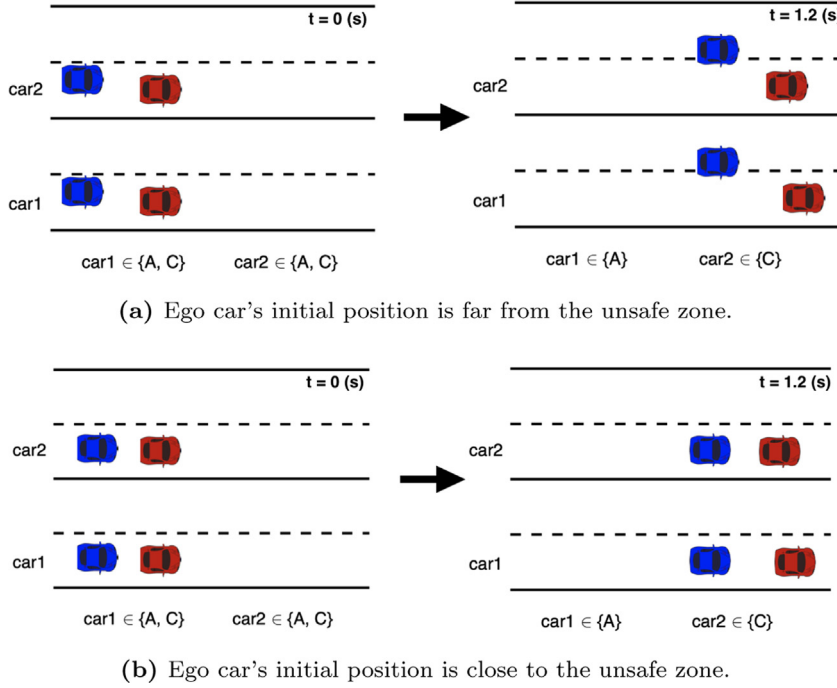 t = 0 (s)
t = 1.2 (s)
car2
car2
car1
car1
car1 ∈ {A, C} car2 ∈ {A, C}
car1 ∈ {A} car2 ∈ {C}
(a) Ego car's initial position is far from the unsafe zone.
t = 0 (s)
t = 1.2 (s)
car2
car2
car1
car1
car1 ∈ {A, C} car2 ∈ {A, C}
car1 ∈ {A} car2 ∈ {C}
(b) Ego car's initial position is close to the unsafe zone.